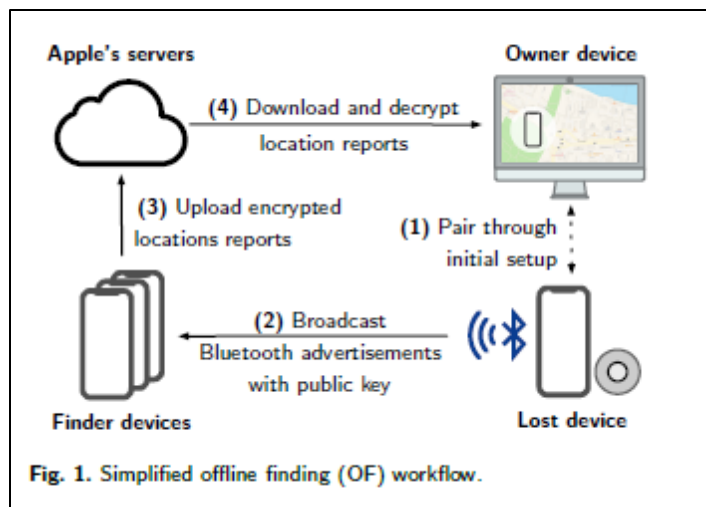 Apple's servers
Owner device
(4) Download and decrypt
location reports
(3) Upload encrypted
locations reports
(1) Pair through
initial setup
(2) Broadcast
Bluetooth advertisements
with public key
Finder devices
Lost device
Fig. 1. Simplified offline finding (OF) workflow.